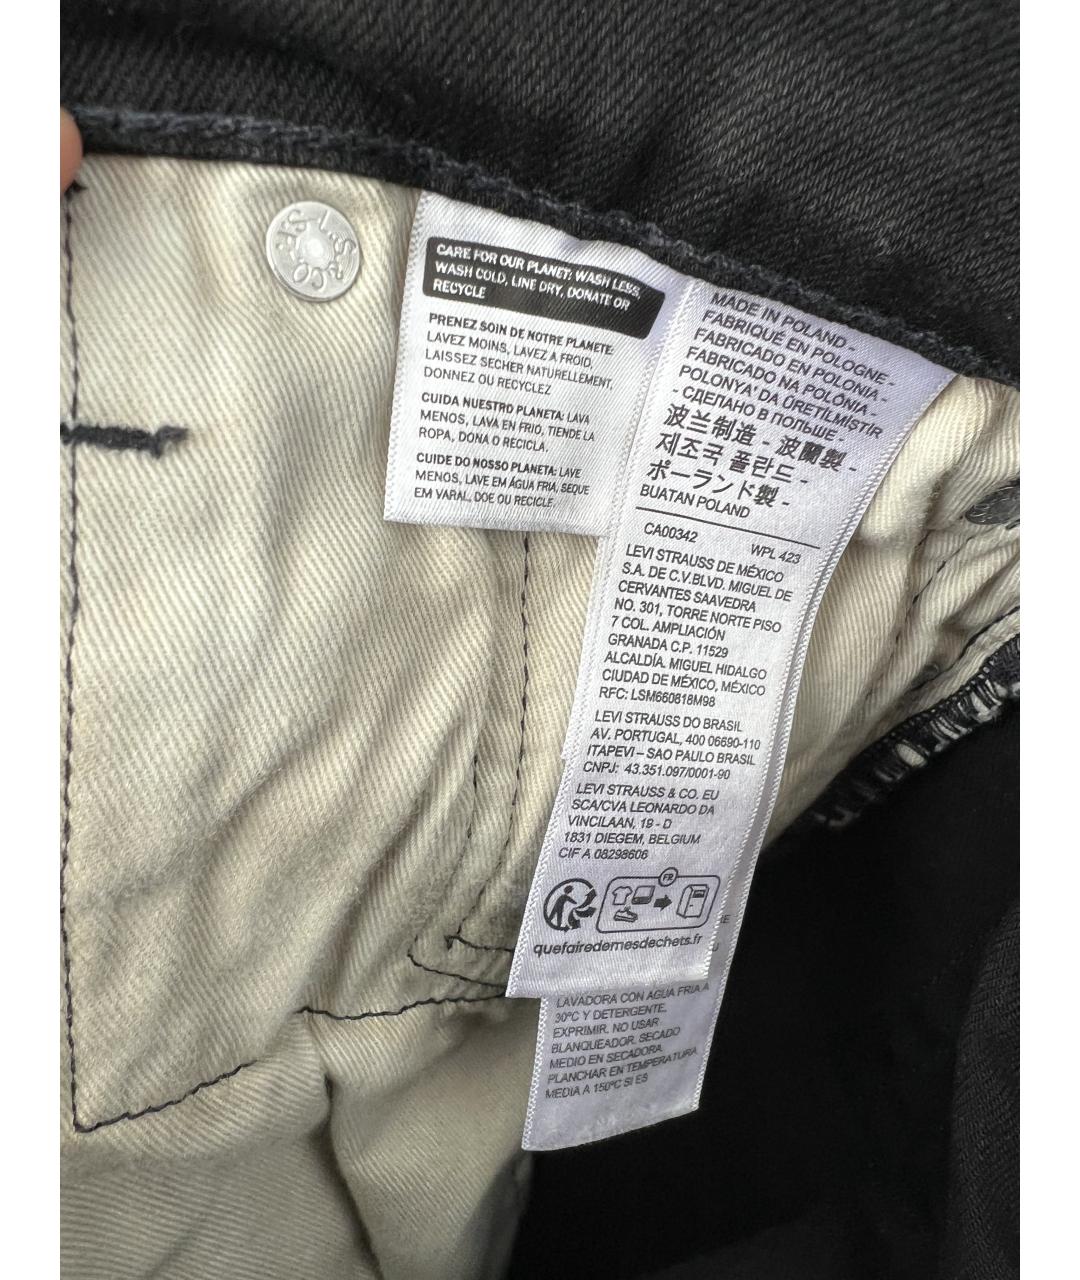 L.S.&CO. S.F.
CARE FOR OUR PLANET: WASH LESS,
WASH COLD, LINE DRY, DONATE OR
RECYCLE
PRENEZ SOIN DE NOTRE PLANETE:
LAVEZ MOINS, LAVEZ A FROID,
LAISSEZ SECHER NATURELLEMENT,
DONNEZ OU RECYCLEZ
CUIDA NUESTRO PLANETA: LAVA
MENOS, LAVA EN FRIO, TIENDE LA
ROPA, DONA O RECICLA.
CUIDE DO NOSSO PLANETA: LAVE
MENOS, LAVE EM ÁGUA FRIA, SEQUE
EM VARAL, DOE OU RECICLE.
MADE IN POLAND -
FABRIQUÉ EN POLOGNE -
FABRICADO EN POLONIA -
FABRICADO NA POLÓNIA -
POLONYA' DA ÜRETİLMİSTİR
- СДЕЛАНО В ПОЛЬШЕ -
波兰制造 - 波蘭製 -
제조국 폴란드 -
ポーランド製 -
BUATAN POLAND
CA00342 WPL 423
LEVI STRAUSS DE MÉXICO
S.A. DE C.V.BLVD. MIGUEL DE
CERVANTES SAAVEDRA
NO. 301, TORRE NORTE PISO
7 COL. AMPLIACIÓN
GRANADA C.P. 11529
ALCALDÍA. MIGUEL HIDALGO
CIUDAD DE MÉXICO, MÉXICO
RFC: LSM660818M98
LEVI STRAUSS DO BRASIL
AV. PORTUGAL, 400 06690-110
ITAPEVI – SAO PAULO BRASIL
CNPJ: 43.351.097/0001-90
LEVI STRAUSS & CO. EU
SCA/CVA LEONARDO DA
VINCILAAN, 19 - D
1831 DIEGEM, BELGIUM
CIF A 08298606
FR
quefairedemesdechets.fr
LAVADORA CON AGUA FRIA A
30ºC Y DETERGENTE.
EXPRIMIR. NO USAR
BLANQUEADOR. SECADO
MEDIO EN SECADORA.
PLANCHAR EN TEMPERATURA
MEDIA A 150ºC SI ES